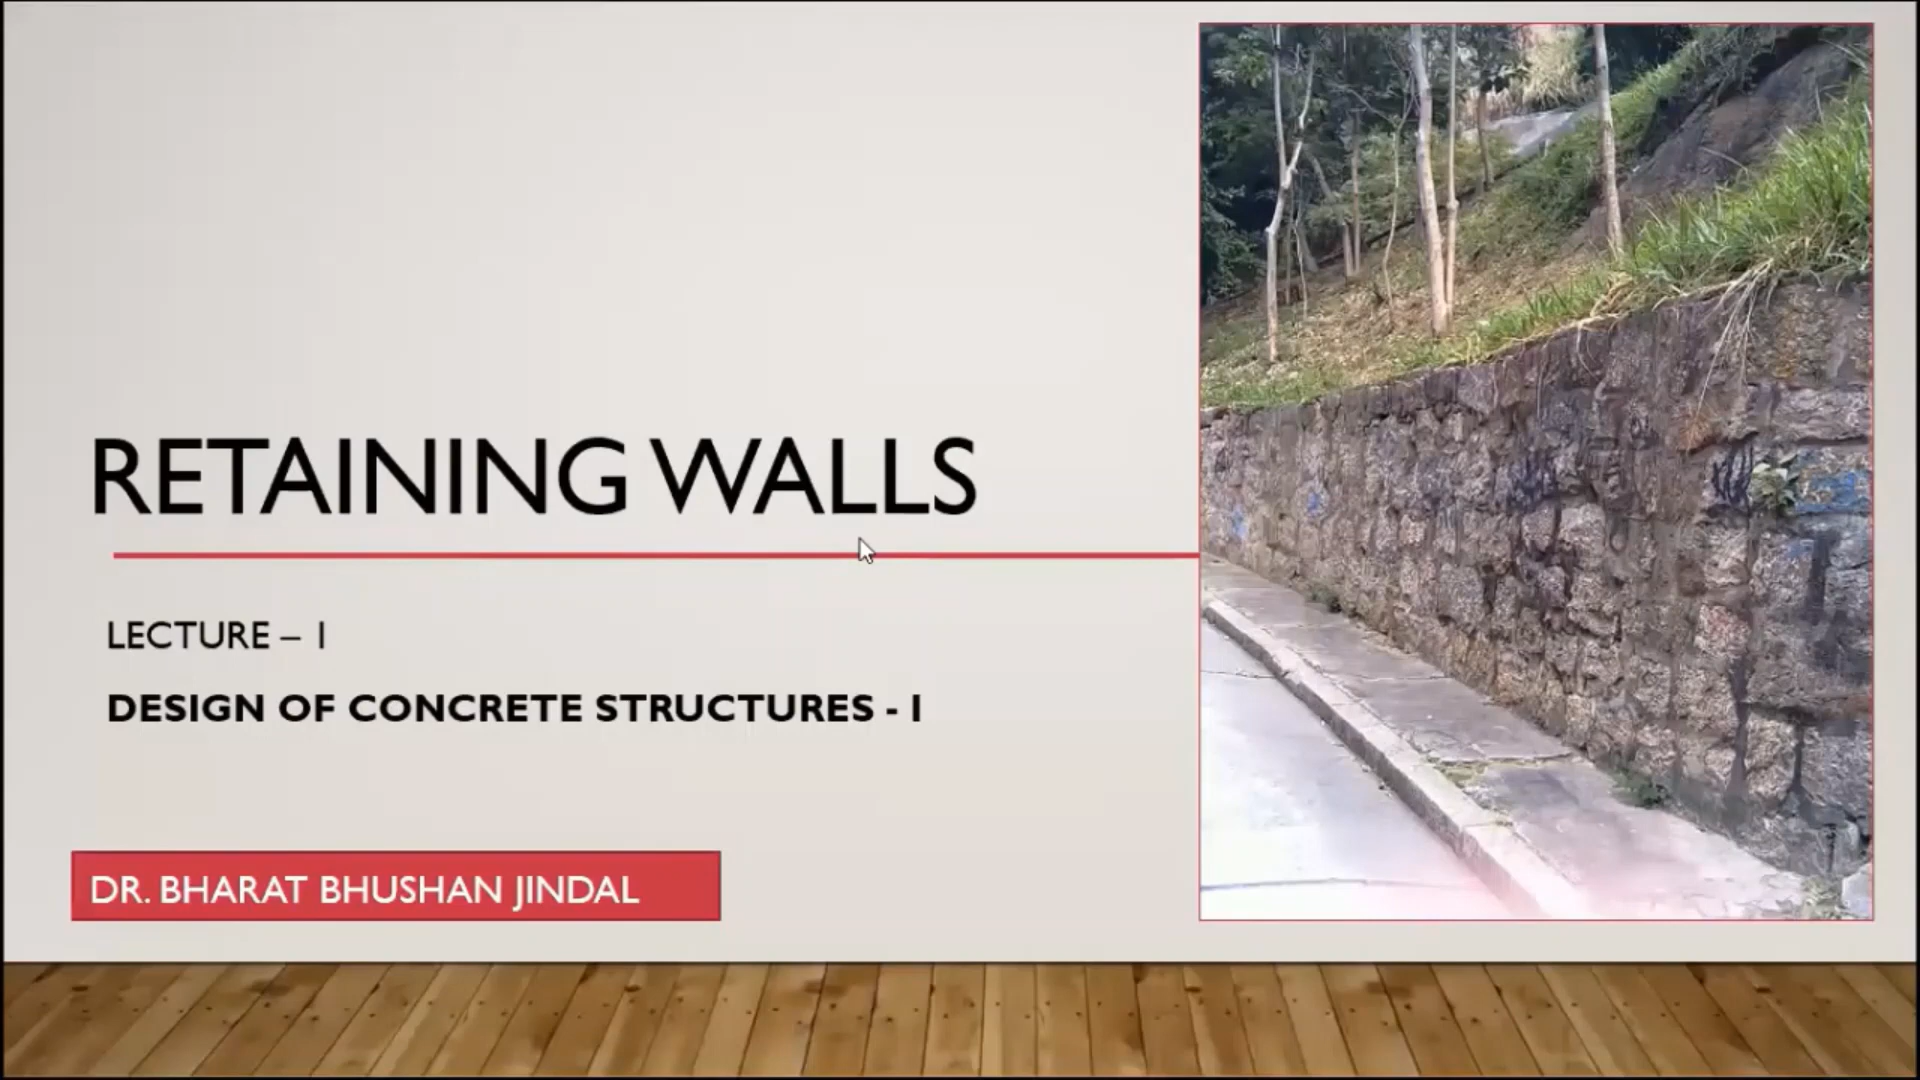 RETAINING WALLS
LECTURE – 1
DESIGN OF CONCRETE STRUCTURES - I
DR. BHARAT BHUSHAN JINDAL